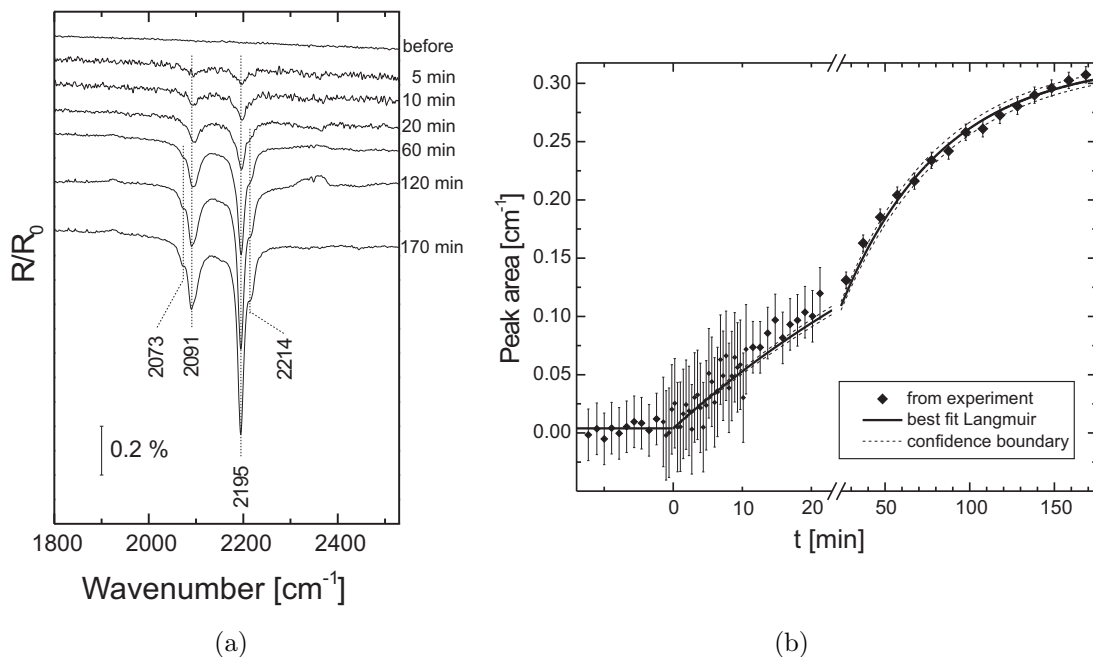 before
5 min
10 min
20 min
60 min
120 min
170 min
R/R0
2073
2091
2214
0.2 %
2195
1800 2000 2200 2400
Wavenumber [cm-1]
(a)
0.30
0.25
0.20
0.15
0.10
0.05
0.00
Peak area [cm-1]
from experiment
best fit Langmuir
confidence boundary
0 10 20 50 100 150
t [min]
(b)